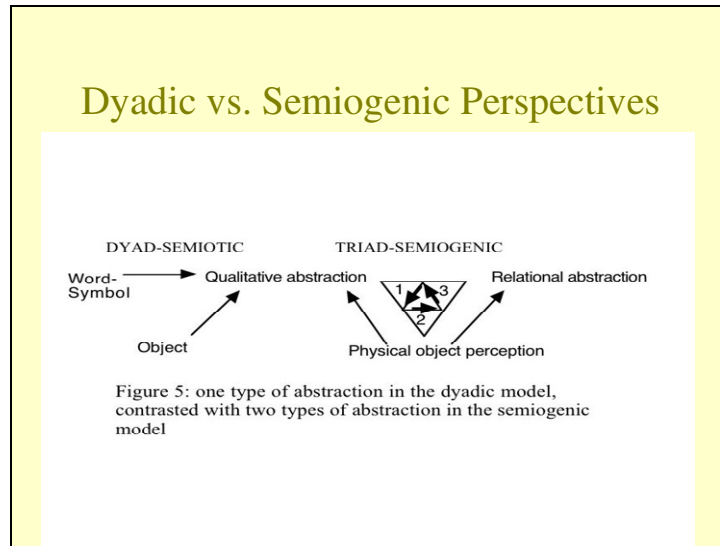 Dyadic vs. Semiogenic Perspectives
DYAD-SEMIOTIC TRIAD-SEMIOGENIC
Word-
Symbol
Qualitative abstraction
1 3
2
Relational abstraction
Object
Physical object perception
Figure 5: one type of abstraction in the dyadic model,
contrasted with two types of abstraction in the semiogenic
model